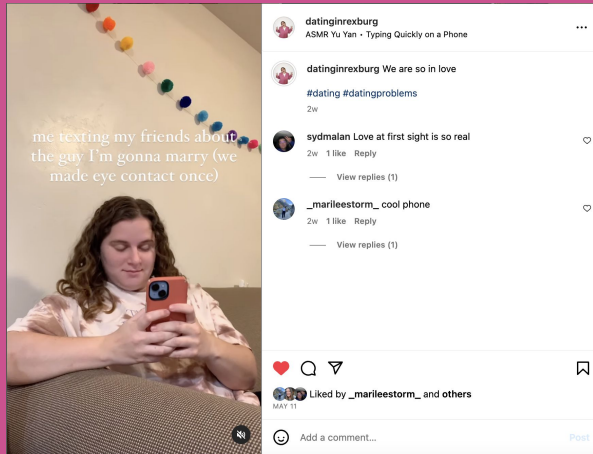 me texting my friends about
the guy I'm gonna marry (we
made eye contact once)
datinginrexburg
ASMR Yu Yan • Typing Quickly on a Phone
datinginrexburg We are so in love
#dating #datingproblems
2w
sydmalan Love at first sight is so real
2w 1 like Reply
View replies (1)
_marileestorm_ cool phone
2w 1 like Reply
View replies (1)
Liked by _marileestorm_ and others
MAY 11
Add a comment...
Post